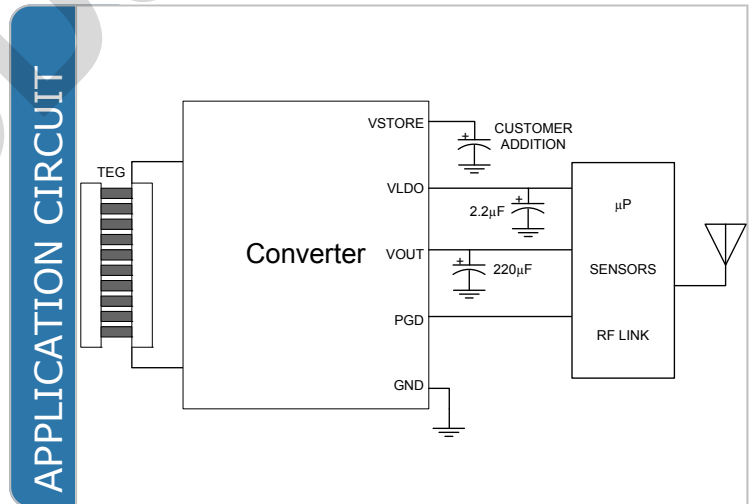 APPLICATION CIRCUIT
TEG
Converter
VSTORE
VLDO
VOUT
PGD
GND
+
CUSTOMER
ADDITION
+
2.2μF
+
220μF
μP
SENSORS
RF LINK